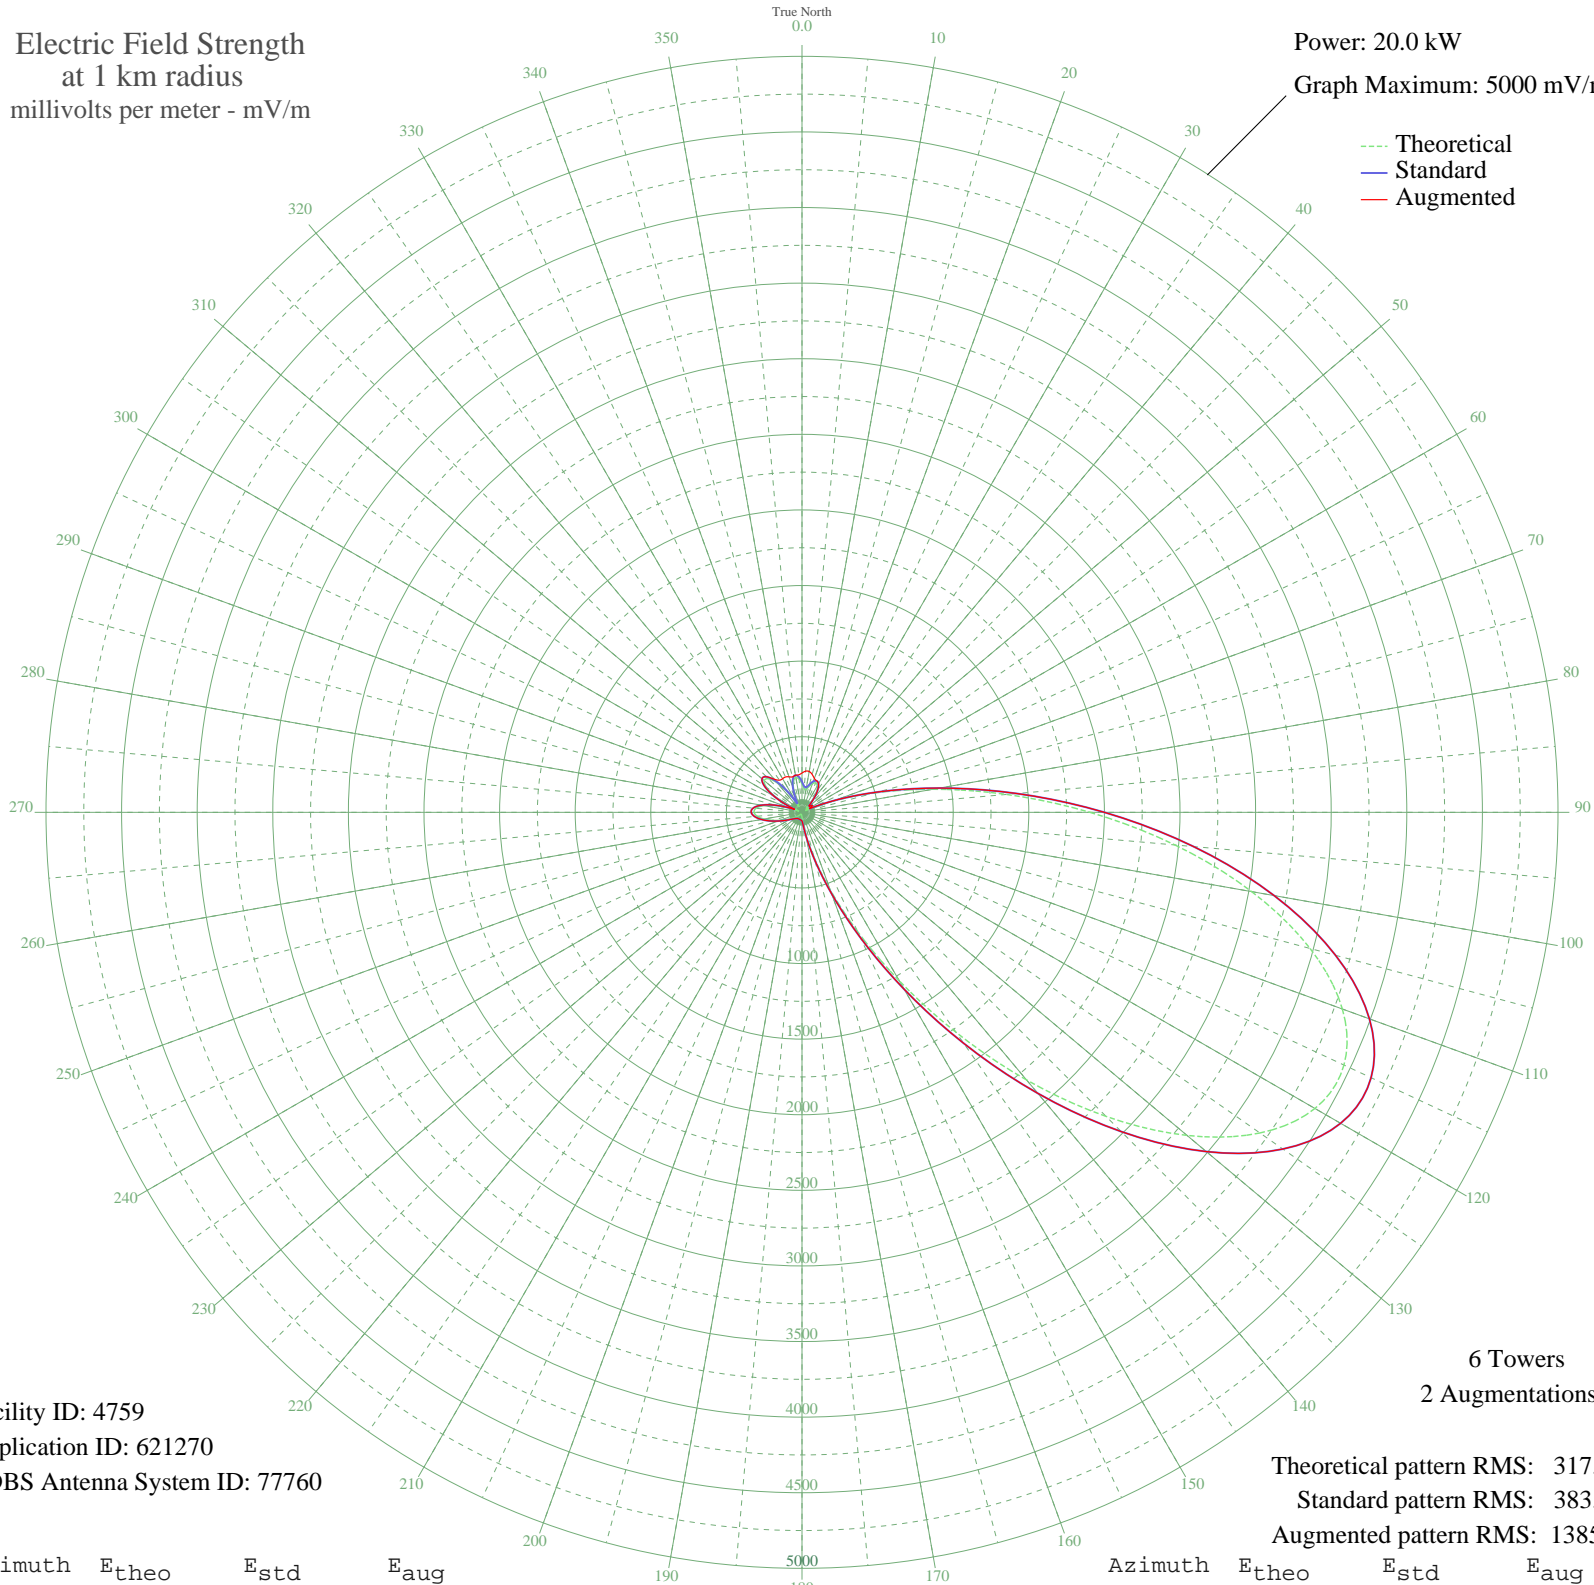 True North
0.0
Electric Field Strength
at 1 km radius
millivolts per meter - mV/m
Power: 20.0 kW
Graph Maximum: 5000 mV/
Theoretical
Standard
Augmented
10
20
30
40
50
60
70
80
90
100
110
120
130
140
150
160
170
190
200
210
220
230
240
250
260
270
280
290
300
310
320
330
340
350
1000
1500
2000
2500
3000
3500
4000
4500
5000
6 Towers
2 Augmentations
cility ID: 4759
plication ID: 621270
DBS Antenna System ID: 77760
Theoretical pattern RMS: 317
Standard pattern RMS: 383
Augmented pattern RMS: 1385
imuth Etheo Estd Eaug
Azimuth Etheo Estd Eaug